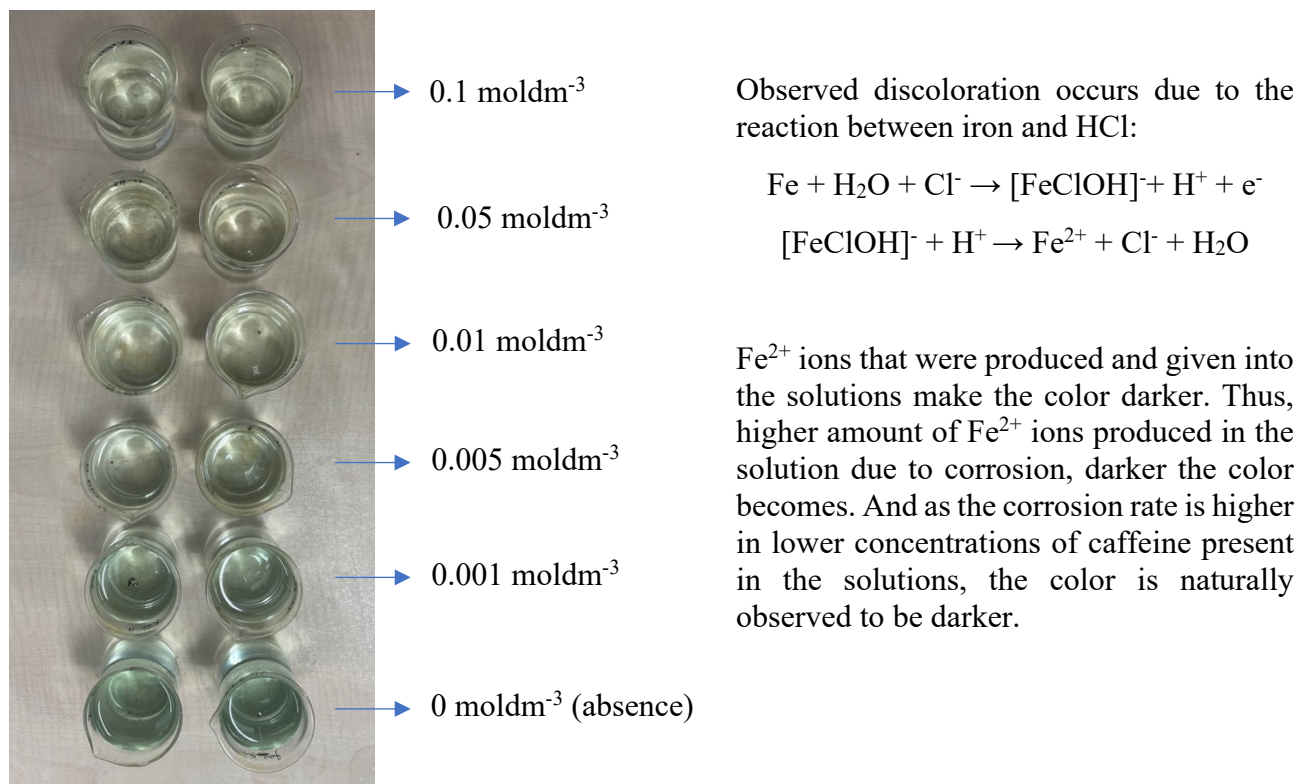 0.1 moldm⁻³
0.05 moldm⁻³
0.01 moldm⁻³
0.005 moldm⁻³
0.001 moldm⁻³
0 moldm⁻³ (absence)
Observed discoloration occurs due to the
reaction between iron and HCl:
Fe + H₂O + Cl⁻ → [FeClOH]⁻+ H⁺ + e⁻
[FeClOH]⁻ + H⁺ → Fe²⁺ + Cl⁻ + H₂O
Fe²⁺ ions that were produced and given into
the solutions make the color darker. Thus,
higher amount of Fe²⁺ ions produced in the
solution due to corrosion, darker the color
becomes. And as the corrosion rate is higher
in lower concentrations of caffeine present
in the solutions, the color is naturally
observed to be darker.